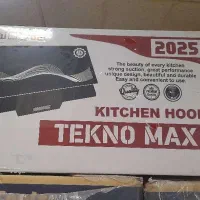 2025
The beauty of every kitchen
strong suction, great performance
unique design, beautiful and durable
Easy and convenient to use
KITCHEN HOO
TEKNO MAX